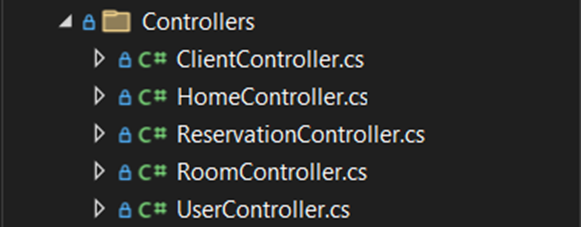 Controllers
C# ClientController.cs
C# HomeController.cs
C# ReservationController.cs
C# RoomController.cs
C# UserController.cs